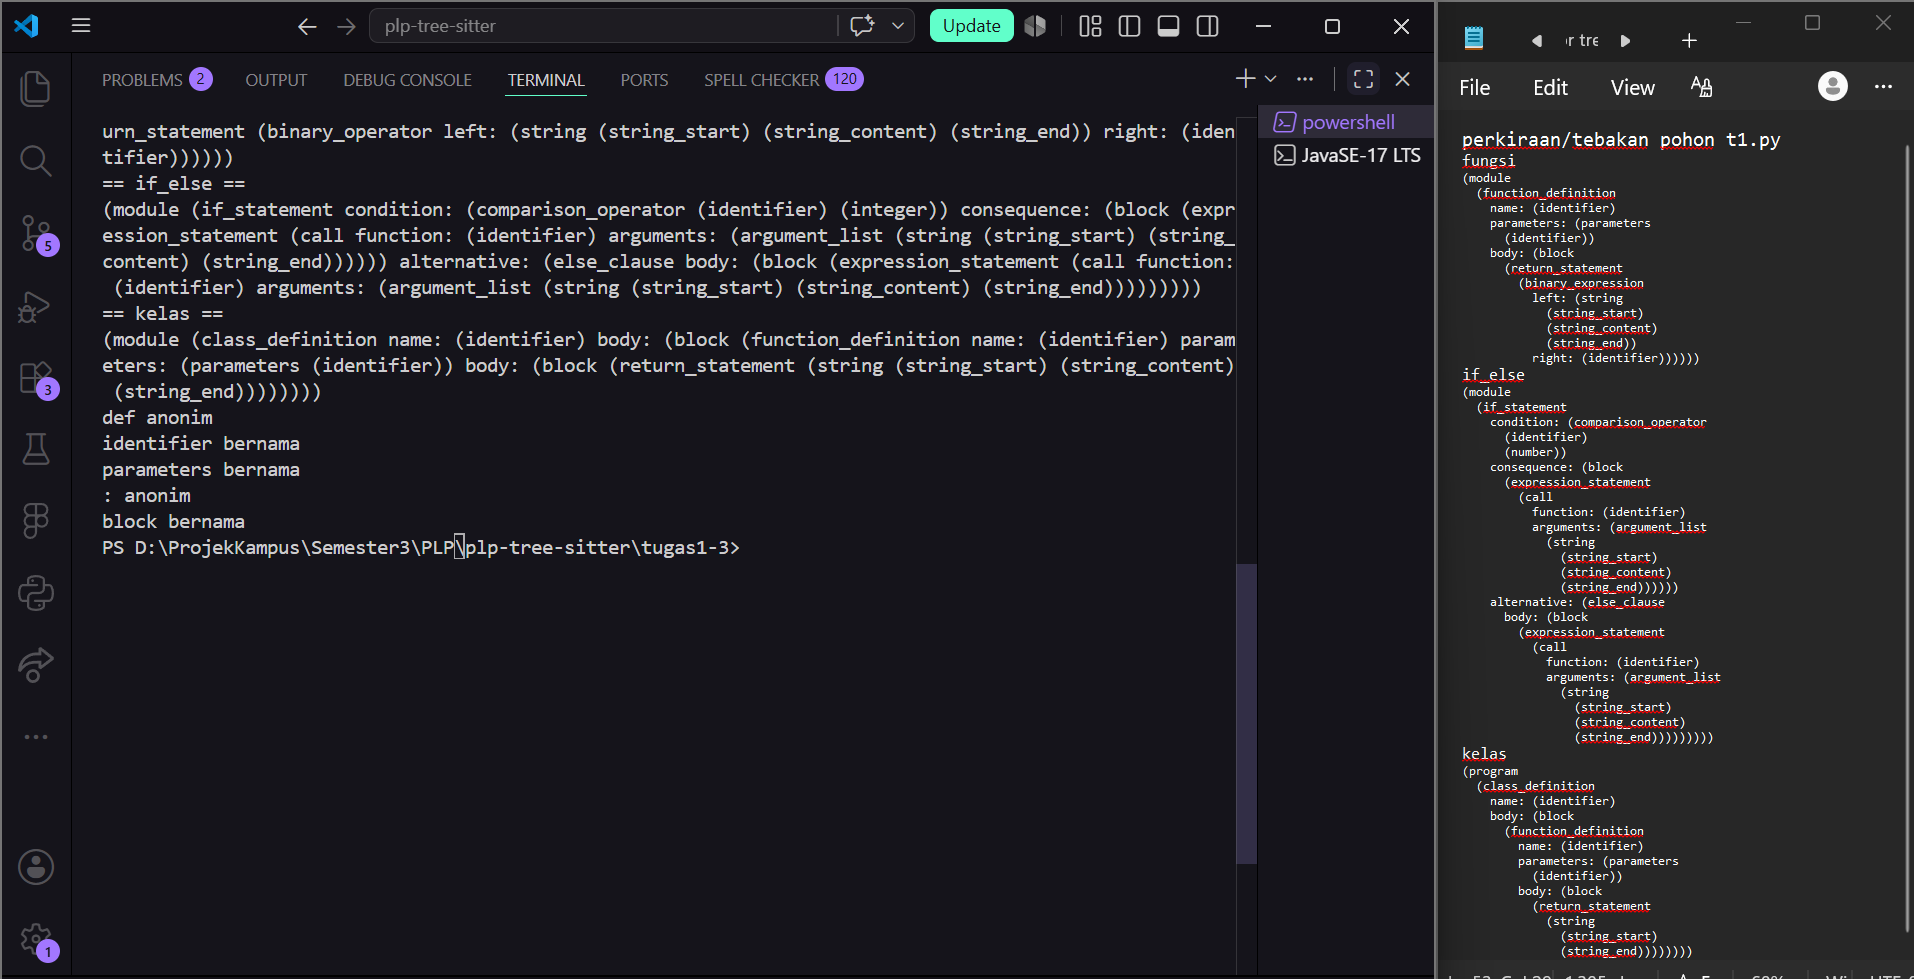 plp-tree-sitter
Update
PROBLEMS 2 OUTPUT DEBUG CONSOLE TERMINAL PORTS SPELL CHECKER 120
urn_statement (binary_operator left: (string (string_start) (string_content) (string_end)) right: (iden
tifier))))))
== if_else ==
(module (if_statement condition: (comparison_operator (identifier) (integer)) consequence: (block (expr
ession_statement (call function: (identifier) arguments: (argument_list (string (string_start) (string_
content) (string_end)))))) alternative: (else_clause body: (block (expression_statement (call function:
(identifier) arguments: (argument_list (string (string_start) (string_content) (string_end)))))))))
== kelas ==
(module (class_definition name: (identifier) body: (block (function_definition name: (identifier) param
eters: (parameters (identifier)) body: (block (return_statement (string (string_start) (string_content)
(string_end))))))))
def anonim
identifier bernama
parameters bernama
: anonim
block bernama
PS D:\ProjekKampus\Semester3\PLP\plp-tree-sitter\tugas1-3>
powershell
JavaSE-17 LTS
5
3
1
or tre
File Edit View
perkiraan/tebakan pohon t1.py
fungsi
(module
(function_definition
name: (identifier)
parameters: (parameters
(identifier))
body: (block
(return_statement
(binary_expression
left: (string
(string_start)
(string_content)
(string_end))
right: (identifier))))))
if_else
(module
(if_statement
condition: (comparison_operator
(identifier)
(number))
consequence: (block
(expression_statement
(call
function: (identifier)
arguments: (argument_list
(string
(string_start)
(string_content)
(string_end))))))
alternative: (else_clause
body: (block
(expression_statement
(call
function: (identifier)
arguments: (argument_list
(string
(string_start)
(string_content)
(string_end)))))))))
kelas
(program
(class_definition
name: (identifier)
body: (block
(function_definition
name: (identifier)
parameters: (parameters
(identifier))
body: (block
(return_statement
(string
(string_start)
(string_end))))))))